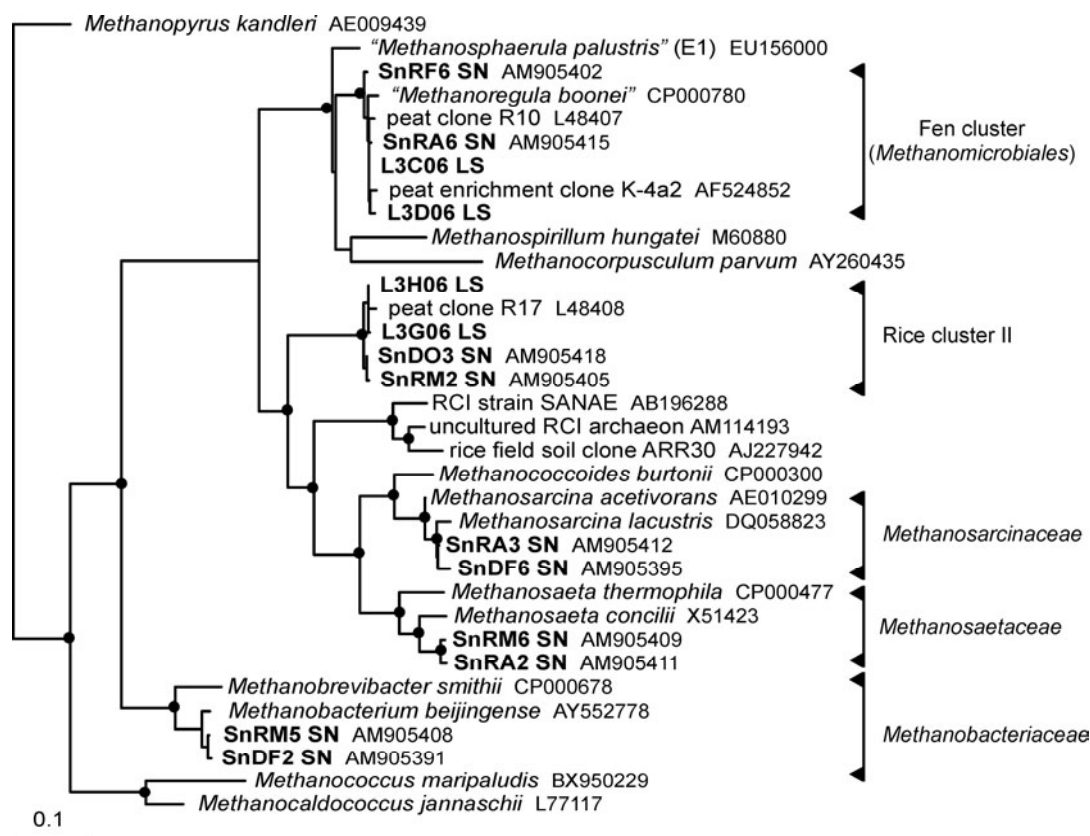 Methanopyrus kandleri AE009439
“Methanosphaerula palustris” (E1) EU156000
SnRF6 SN AM905402
“Methanoregula boonei” CP000780
peat clone R10 L48407
SnRA6 SN AM905415
L3C06 LS
peat enrichment clone K-4a2 AF524852
L3D06 LS
Fen cluster
(Methanomicrobiales)
Methanospirillum hungatei M60880
Methanocorpusculum parvum AY260435
L3H06 LS
peat clone R17 L48408
L3G06 LS
SnDO3 SN AM905418
SnRM2 SN AM905405
Rice cluster II
RCI strain SANAE AB196288
uncultured RCI archaeon AM114193
rice field soil clone ARR30 AJ227942
Methanococcoides burtonii CP000300
Methanosarcina acetivorans AE010299
Methanosarcina lacustris DQ058823
SnRA3 SN AM905412
SnDF6 SN AM905395
Methanosarcinaceae
Methanosaeta thermophila CP000477
Methanosaeta concilii X51423
SnRM6 SN AM905409
SnRA2 SN AM905411
Methanosaetaceae
Methanobrevibacter smithii CP000678
Methanobacterium beijingense AY552778
SnRM5 SN AM905408
SnDF2 SN AM905391
Methanobacteriaceae
Methanococcus maripaludis BX950229
Methanocaldococcus jannaschii L77117
0.1